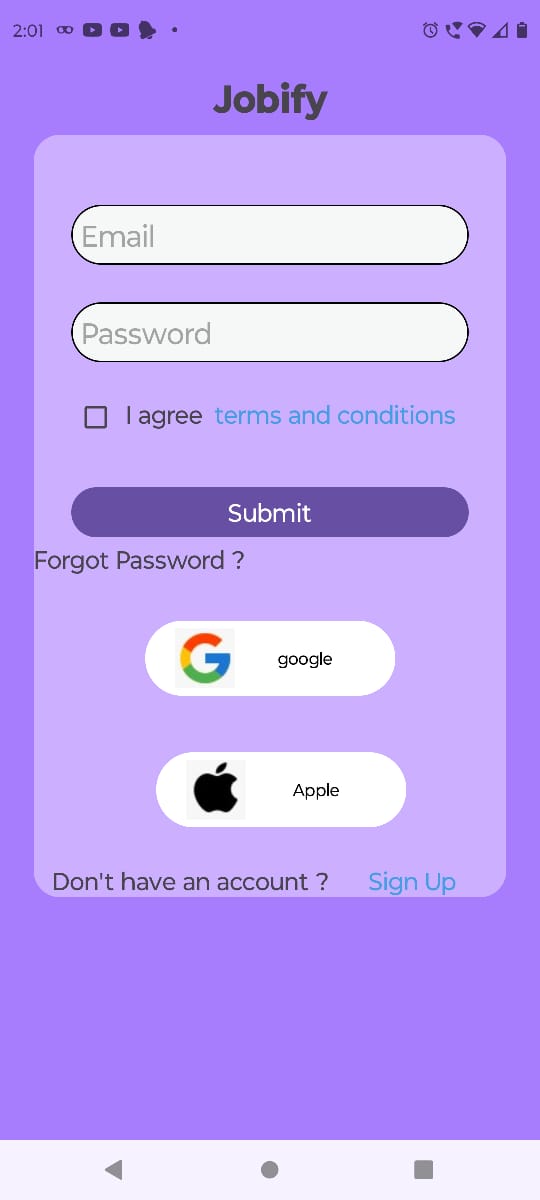 2:01
Jobify
Email
Password
I agree terms and conditions
Submit
Forgot Password ?
google
Apple
Don't have an account ? Sign Up